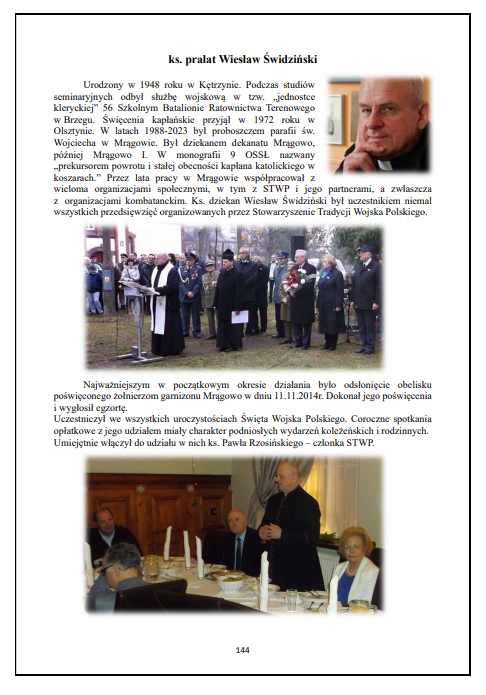 ks. prałat Wiesław Świdziński
Urodzony w 1948 roku w Kętrzynie. Podczas studiów
seminaryjnych odbył służbę wojskową w tzw. „jednostce
kleryckiej” 56 Szkolnym Batalionie Ratownictwa Terenowego
w Brzegu. Święcenia kapłańskie przyjął w 1972 roku w
Olsztynie. W latach 1988-2023 był proboszczem parafii św.
Wojciecha w Mrągowie. Był dziekanem dekanatu Mrągowo,
później Mrągowo I. W monografii 9 OSSŁ nazwany
„prekursorem powrotu i stałej obecności kapłana katolickiego w
koszarach.” Przez lata pracy w Mrągowie współpracował z
wieloma organizacjami społecznymi, w tym z STWP i jego partnerami, a zwłaszcza
z organizacjami kombatanckim. Ks. dziekan Wiesław Świdziński był uczestnikiem niemal
wszystkich przedsięwzięć organizowanych przez Stowarzyszenie Tradycji Wojska Polskiego.
Najważniejszym w początkowym okresie działania było odsłonięcie obelisku
poświęconego żołnierzom garnizonu Mrągowo w dniu 11.11.2014r. Dokonał jego poświęcenia
i wygłosił egzortę.
Uczestniczył we wszystkich uroczystościach Święta Wojska Polskiego. Coroczne spotkania
opłatkowe z jego udziałem miały charakter podniosłych wydarzeń koleżeńskich i rodzinnych.
Umiejętnie włączył do udziału w nich ks. Pawła Rzosińskiego – członka STWP.
144